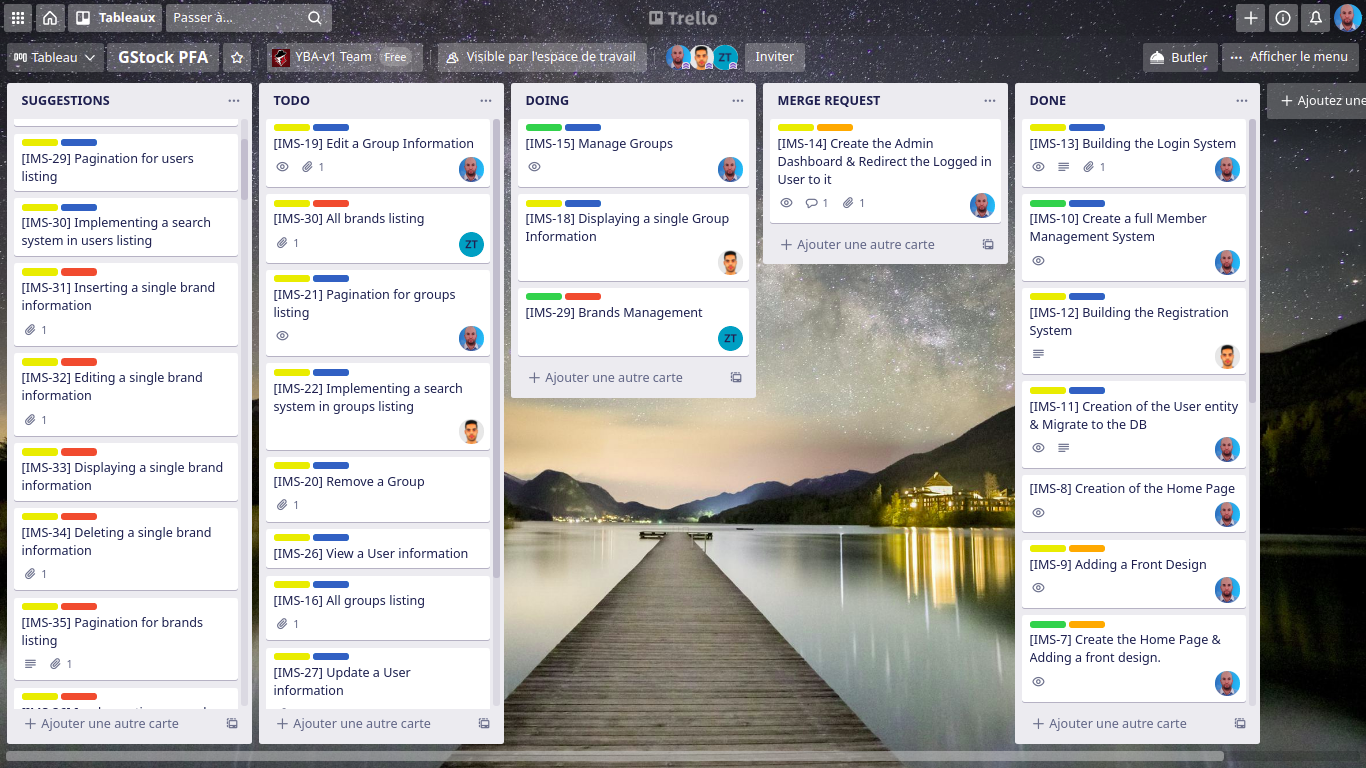 Tableaux
Passer à...
Trello
Tableau
GStock PFA
YBA-v1 Team Free
Visible par l'espace de travail
ZT
Inviter
Butler
... Afficher le menu
SUGGESTIONS
[IMS-29] Pagination for users
listing
[IMS-30] Implementing a search
system in users listing
[IMS-31] Inserting a single brand
information
1
[IMS-32] Editing a single brand
information
1
[IMS-33] Displaying a single brand
information
[IMS-34] Deleting a single brand
information
1
[IMS-35] Pagination for brands
listing
1
+ Ajouter une autre carte
TODO
[IMS-19] Edit a Group Information
1
[IMS-30] All brands listing
1
ZT
[IMS-21] Pagination for groups
listing
[IMS-22] Implementing a search
system in groups listing
[IMS-20] Remove a Group
1
[IMS-26] View a User information
[IMS-16] All groups listing
1
[IMS-27] Update a User
information
+ Ajouter une autre carte
DOING
[IMS-15] Manage Groups
[IMS-18] Displaying a single Group
Information
[IMS-29] Brands Management
ZT
+ Ajouter une autre carte
MERGE REQUEST
[IMS-14] Create the Admin
Dashboard & Redirect the Logged in
User to it
1 1
+ Ajouter une autre carte
DONE
[IMS-13] Building the Login System
1
[IMS-10] Create a full Member
Management System
[IMS-12] Building the Registration
System
[IMS-11] Creation of the User entity
& Migrate to the DB
[IMS-8] Creation of the Home Page
[IMS-9] Adding a Front Design
[IMS-7] Create the Home Page &
Adding a front design.
+ Ajouter une autre carte
+ Ajoutez une